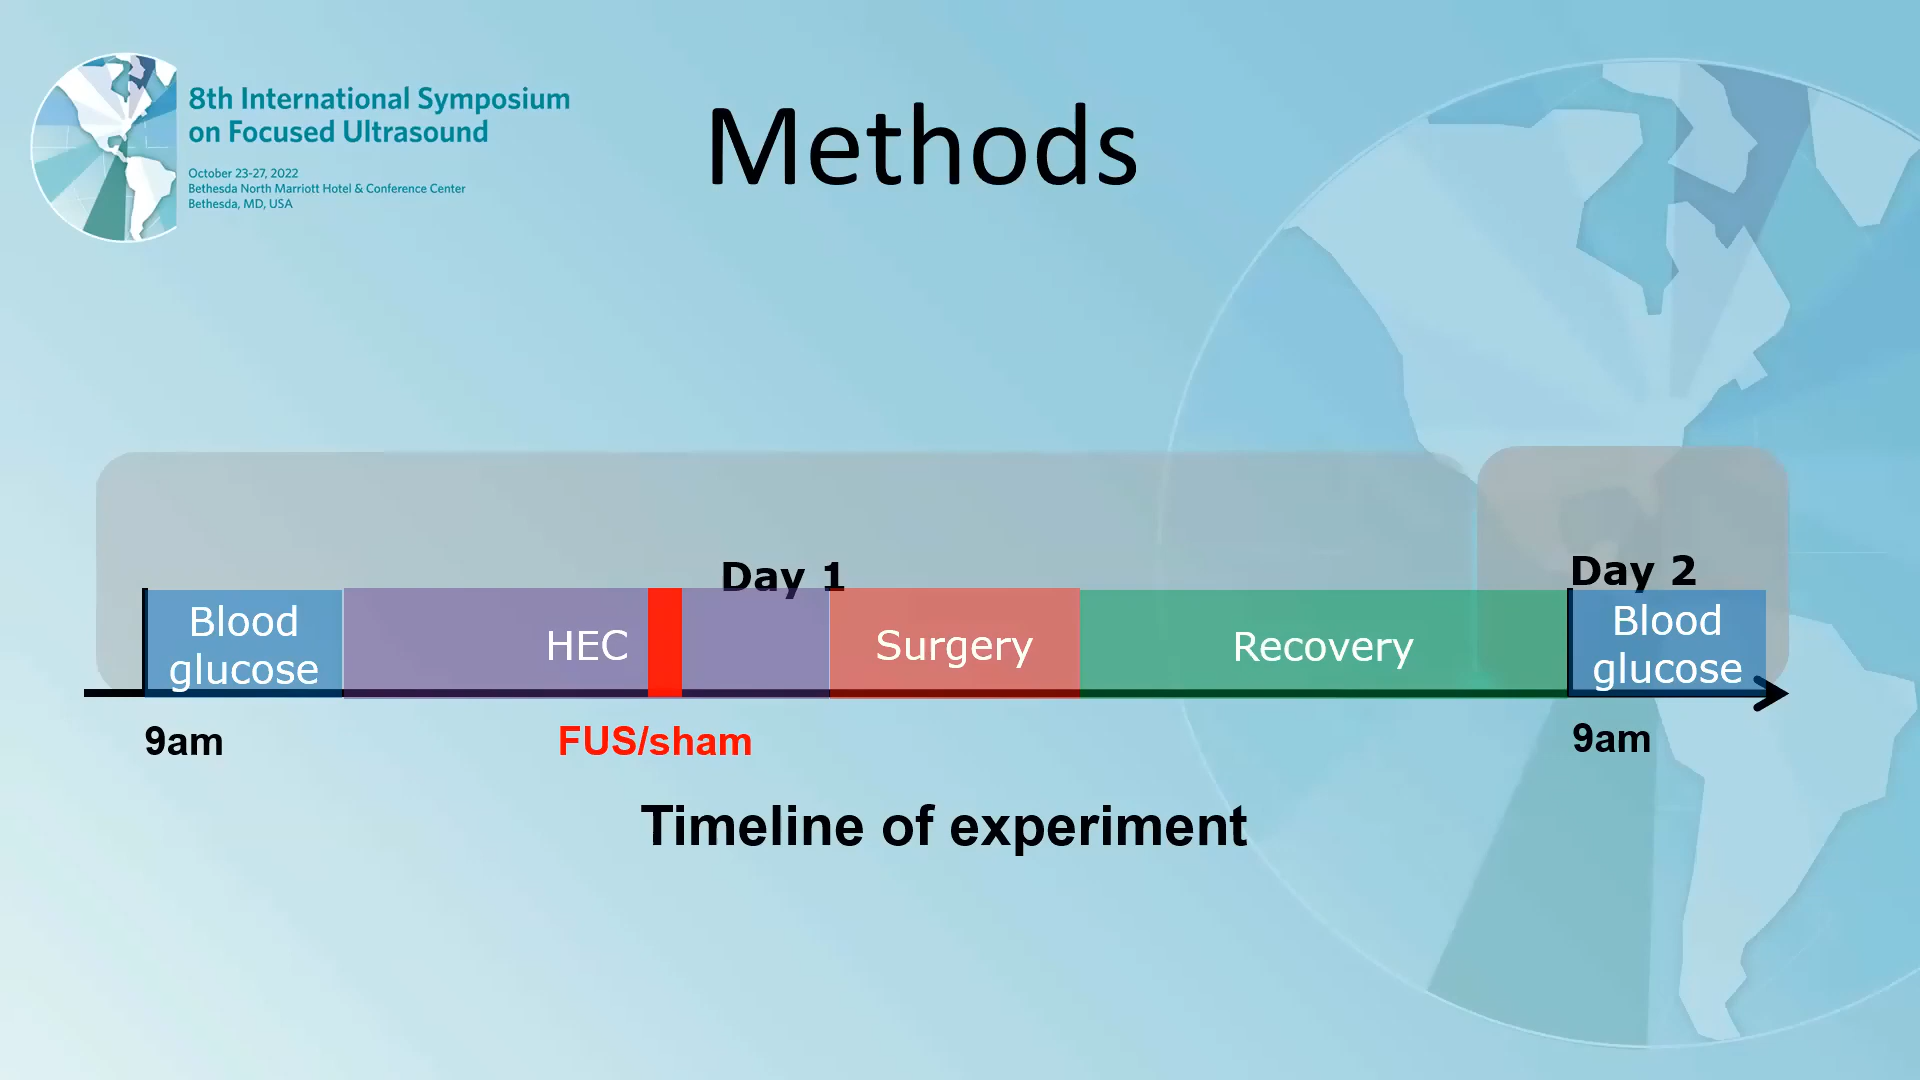 8th International Symposium
on Focused Ultrasound
October 23-27, 2022
Bethesda North Marriott Hotel & Conference Center
Bethesda, MD, USA
Methods
Day 1
Day 2
Blood
glucose
HEC
Surgery
Recovery
Blood
glucose
9am
FUS/sham
9am
Timeline of experiment